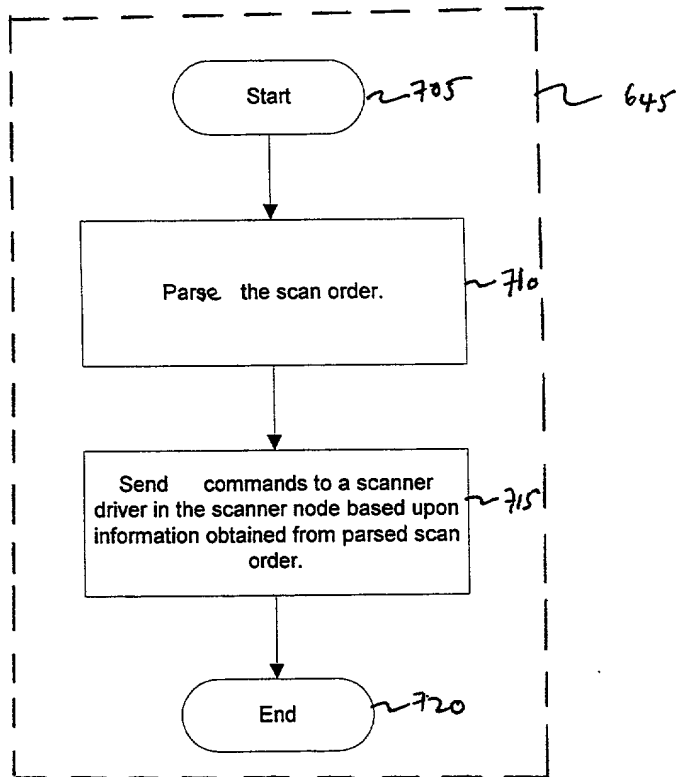 Start
705
645
Parse the scan order.
710
Send commands to a scanner
driver in the scanner node based upon
information obtained from parsed scan
order.
715
End
720